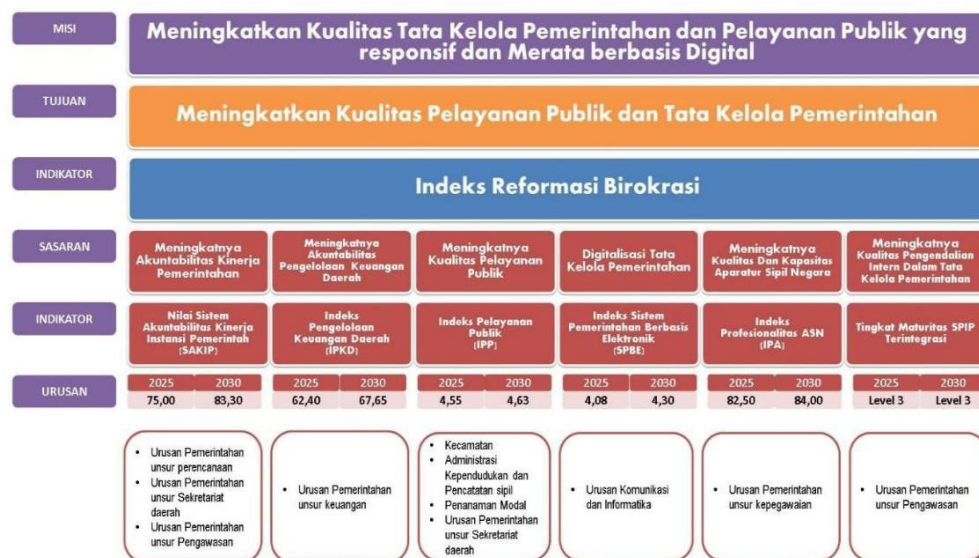 MISI
Meningkatkan Kualitas Tata Kelola Pemerintahan dan Pelayanan Publik yang
responsif dan Merata berbasis Digital
TUJUAN
Meningkatkan Kualitas Pelayanan Publik dan Tata Kelola Pemerintahan
INDIKATOR
Indeks Reformasi Birokrasi
SASARAN
Meningkatnya
Akuntabilitas Kinerja
Pemerintahan
Meningkatnya
Akuntabilitas
Pengelolaan Keuangan
Daerah
Meningkatnya
Kualitas Pelayanan
Publik
Digitalisasi Tata
Kelola Pemerintahan
Meningkatnya
Kualitas Dan Kapasitas
Aparatur Sipil Negara
Meningkatnya
Kualitas Pengendalian
Intern Dalam Tata
Kelola Pemerintahan
INDIKATOR
Nilai Sistem
Akuntabilitas Kinerja
Instansi Pemerintah
(SAKIP)
Indeks
Pengelolaan
Keuangan Daerah
(IPKD)
Indeks Pelayanan
Publik
(IPP)
Indeks Sistem
Pemerintahan Berbasis
Elektronik
(SPBE)
Indeks
Profesionalitas ASN
(IPA)
Tingkat Maturitas SPIP
Terintegrasi
URUSAN
2025 2030
75,00 83,30
2025 2030
62,40 67,65
2025 2030
4,55 4,63
2025 2030
4,08 4,30
2025 2030
82,50 84,00
2025 2030
Level 3 Level 3
• Urusan Pemerintahan
unsur perencanaan
• Urusan Pemerintahan
unsur Sekretariat
daerah
• Urusan Pemerintahan
unsur Pengawasan
• Urusan Pemerintahan
unsur keuangan
• Kecamatan
• Administrasi
Kependudukan dan
Pencatatan sipil
• Penanaman Modal
• Urusan Pemerintahan
unsur Sekretariat
daerah
• Urusan Komunikasi
dan Informatika
• Urusan Pemerintahan
unsur kepegawaian
• Urusan Pemerintahan
unsur Pengawasan